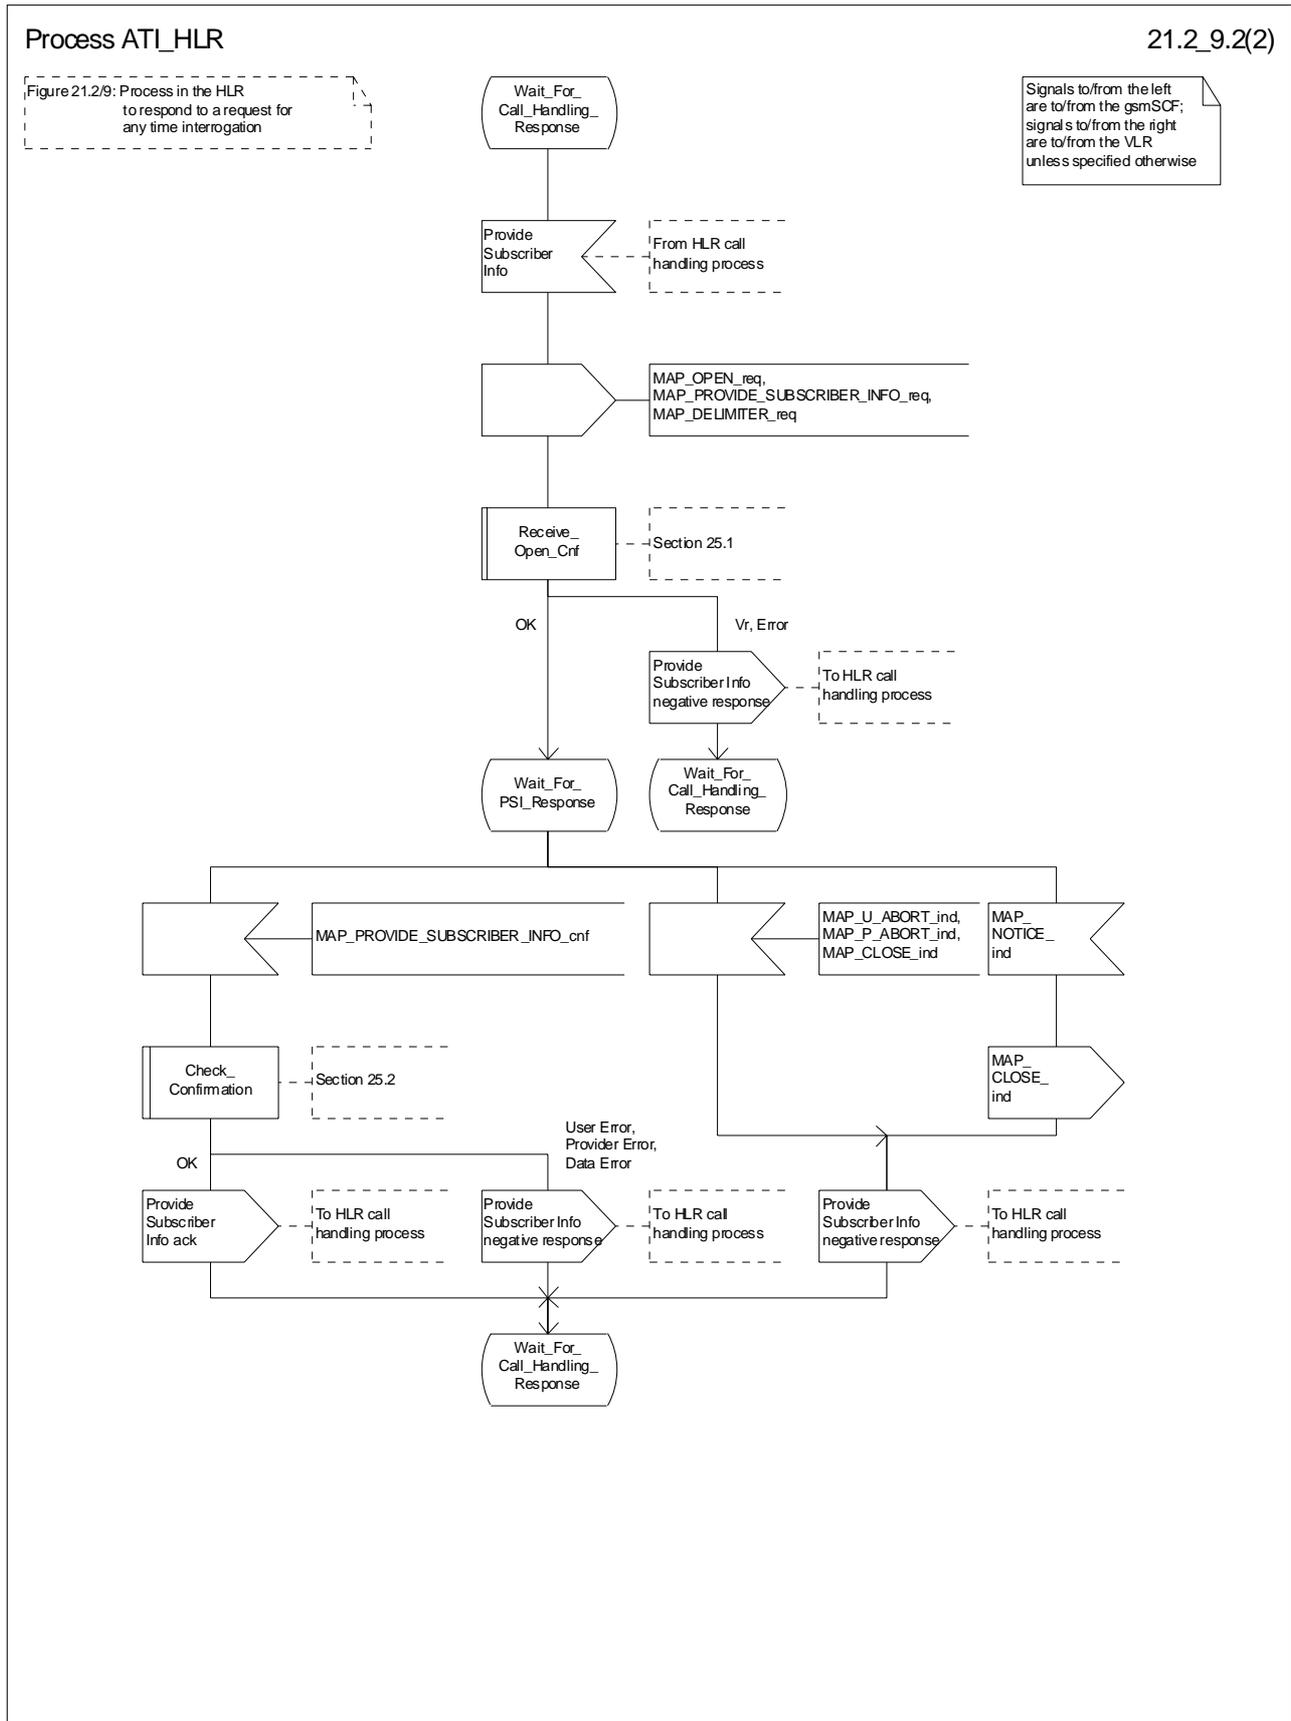 Process ATI_HLR
21.2_9.2(2)
Figure 21.2/9: Process in the HLR
to respond to a request for
any time interrogation
Wait_For_
Call_Handling_
Response
Signals to/from the left
are to/from the gsmSCF;
signals to/from the right
are to/from the VLR
unless specified otherwise
Provide
Subscriber
Info
From HLR call
handling process
MAP_OPEN_req,
MAP_PROVIDE_SUBSCRIBER_INFO_req,
MAP_DELIMITER_req
Receive_
Open_Cnf
Section 25.1
OK
Vr, Error
Provide
Subscriber Info
negative response
To HLR call
handling process
Wait_For_
PSI_Response
Wait_For_
Call_Handling_
Response
MAP_PROVIDE_SUBSCRIBER_INFO_cnf
MAP_U_ABORT_ind,
MAP_P_ABORT_ind,
MAP_CLOSE_ind
MAP_
NOTICE_
ind
Check_
Confirmation
Section 25.2
MAP_
CLOSE_
ind
User Error,
Provider Error,
Data Error
OK
Provide
Subscriber
Info ack
To HLR call
handling process
Provide
Subscriber Info
negative response
To HLR call
handling process
Provide
Subscriber Info
negative response
To HLR call
handling process
Wait_For_
Call_Handling_
Response